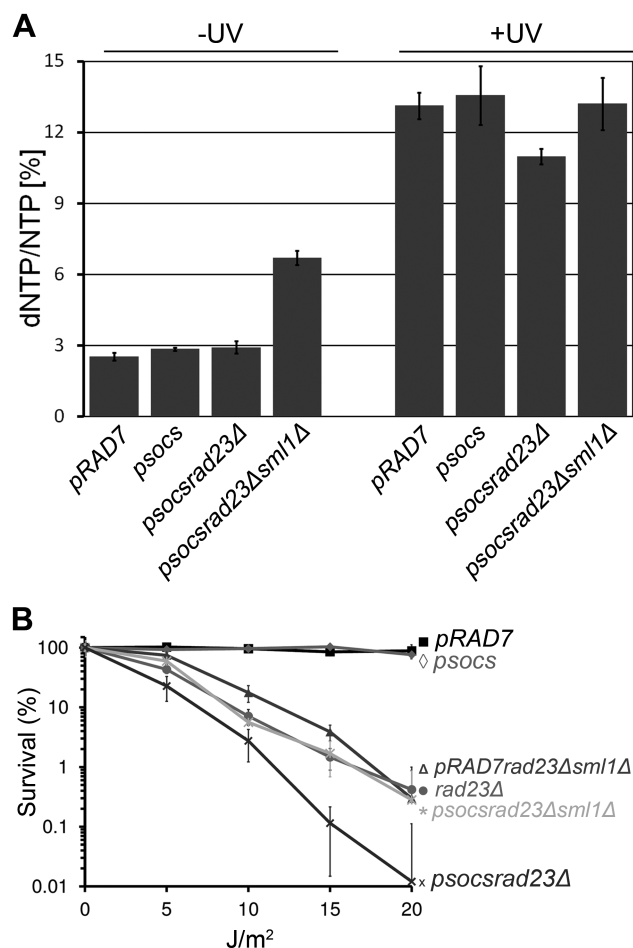 A
-UV
+UV
dNTP/NTP [%]
15
12
9
6
3
0
pRAD7
psocs
psocsrad23Δ
psocsrad23Δsml1Δ
pRAD7
psocs
psocsrad23Δ
psocsrad23Δsml1Δ
B
Survival (%)
100
10
1
0.1
0.01
0
5
10
15
20
J/m²
pRAD7
psocs
pRAD7rad23Δsml1Δ
rad23Δ
psocsrad23Δsml1Δ
psocsrad23Δ